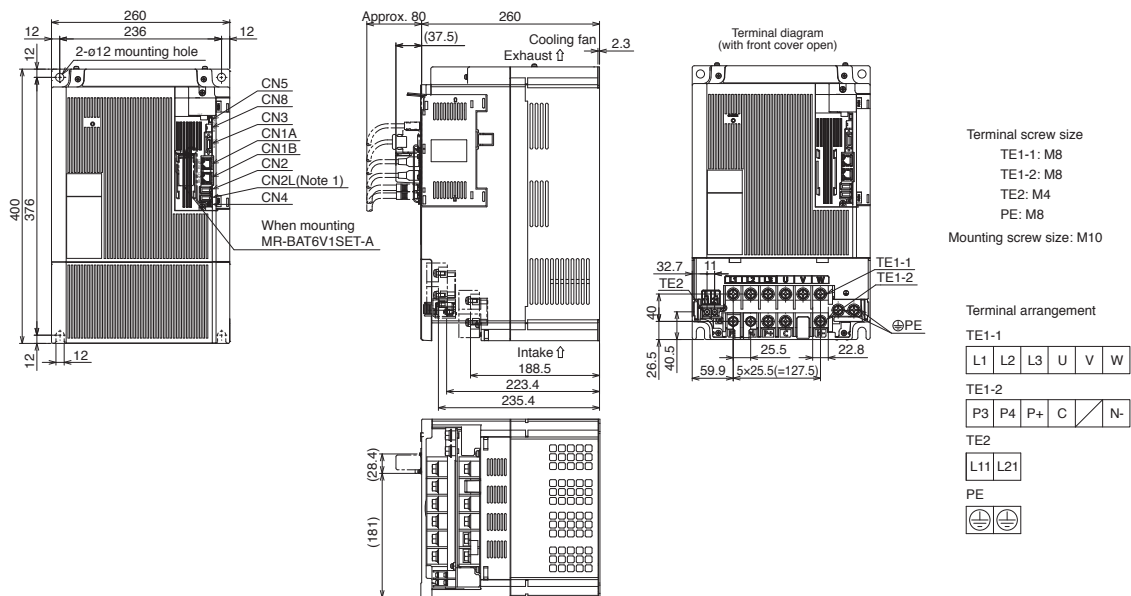 260
12
236
12
12
2-ø12 mounting hole
CN5
CN8
CN3
CN1A
CN1B
CN2
CN2L(Note 1)
CN4
When mounting
MR-BAT6V1SET-A
400
376
12
12
Approx. 80
260
(37.5)
Cooling fan
Exhaust ⇧
2.3
Intake ⇧
188.5
223.4
235.4
(28.4)
(181)
Terminal diagram
(with front cover open)
32.7
11
L1 L2 L3 U V W
TE1-1
TE1-2
TE2
PE
40
40.5
26.5
25.5
22.8
59.9
5×25.5(=127.5)
Terminal screw size
TE1-1: M8
TE1-2: M8
TE2: M4
PE: M8
Mounting screw size: M10
Terminal arrangement
TE1-1
L1 L2 L3 U V W
TE1-2
P3 P4 P+ C N-
TE2
L11 L21
PE